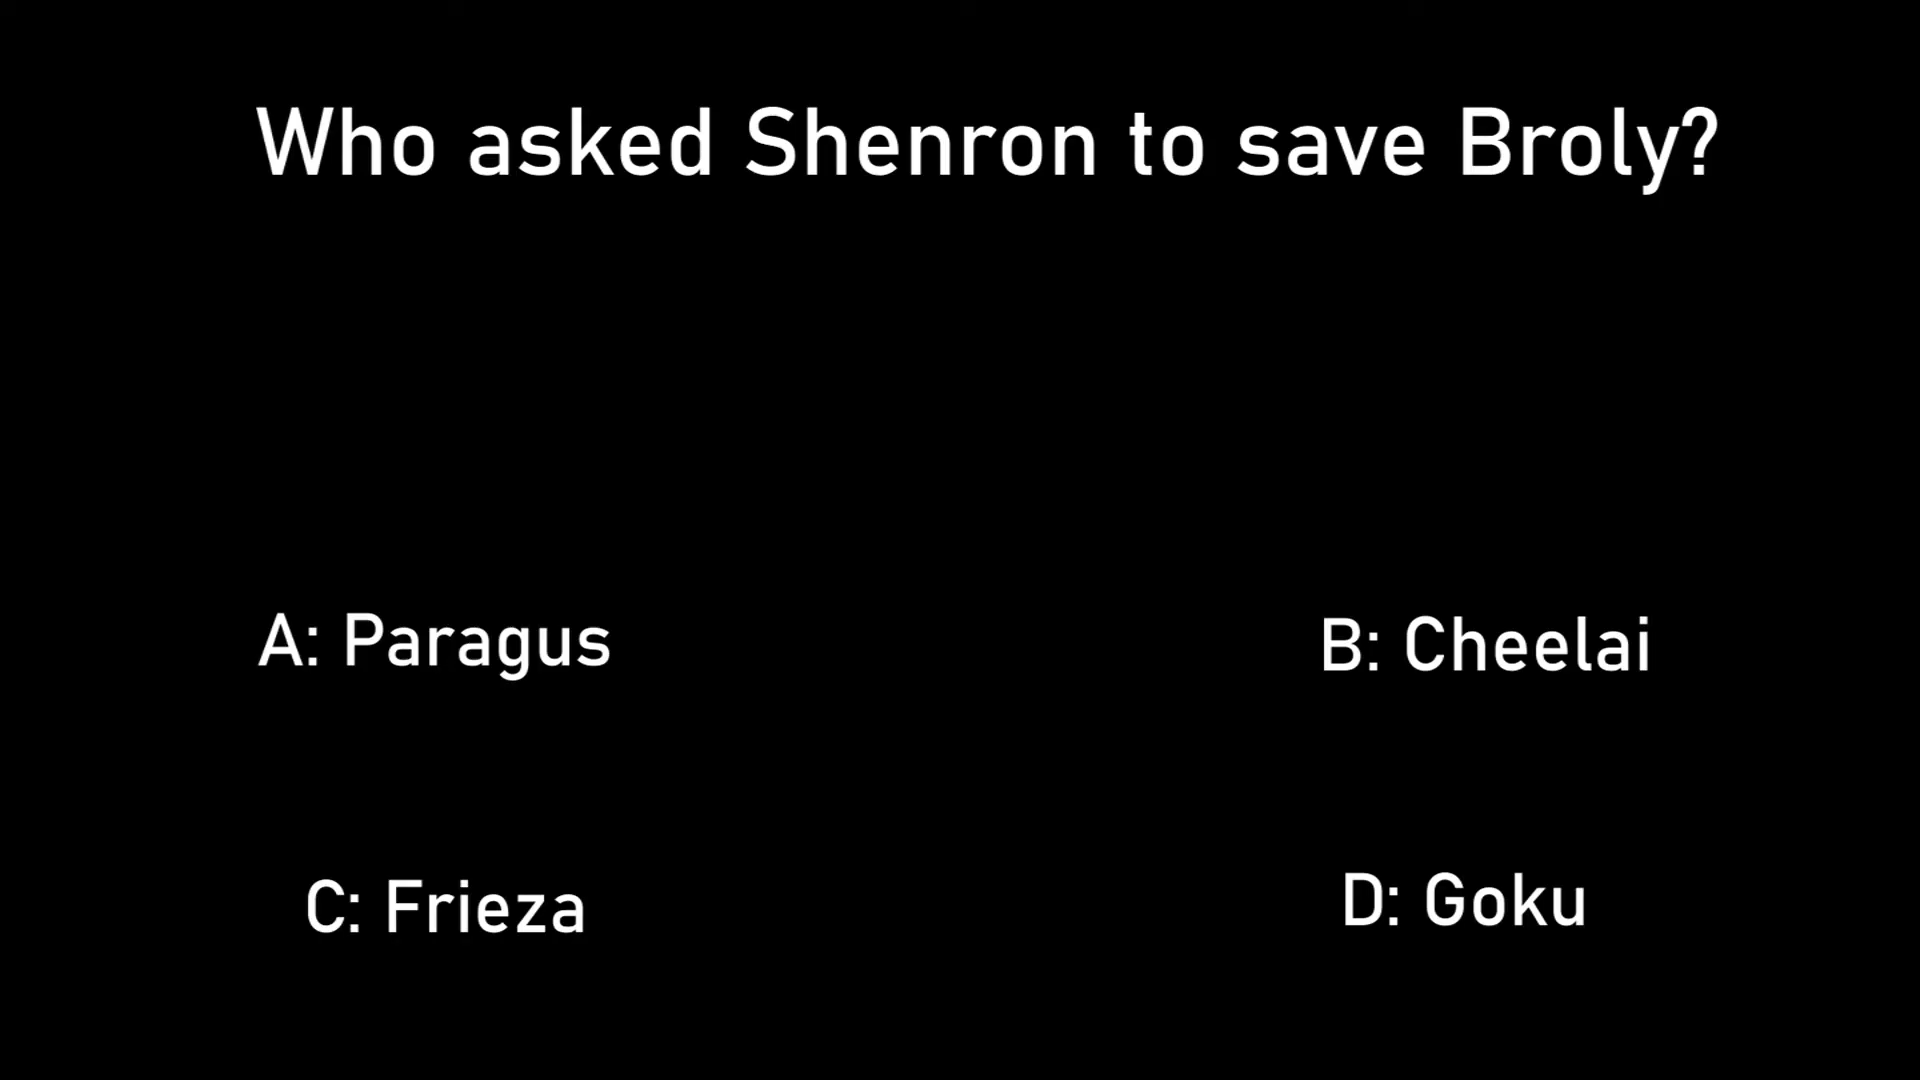 Who asked Shenron to save Broly?
A: Paragus
B: Cheelai
C: Frieza
D: Goku